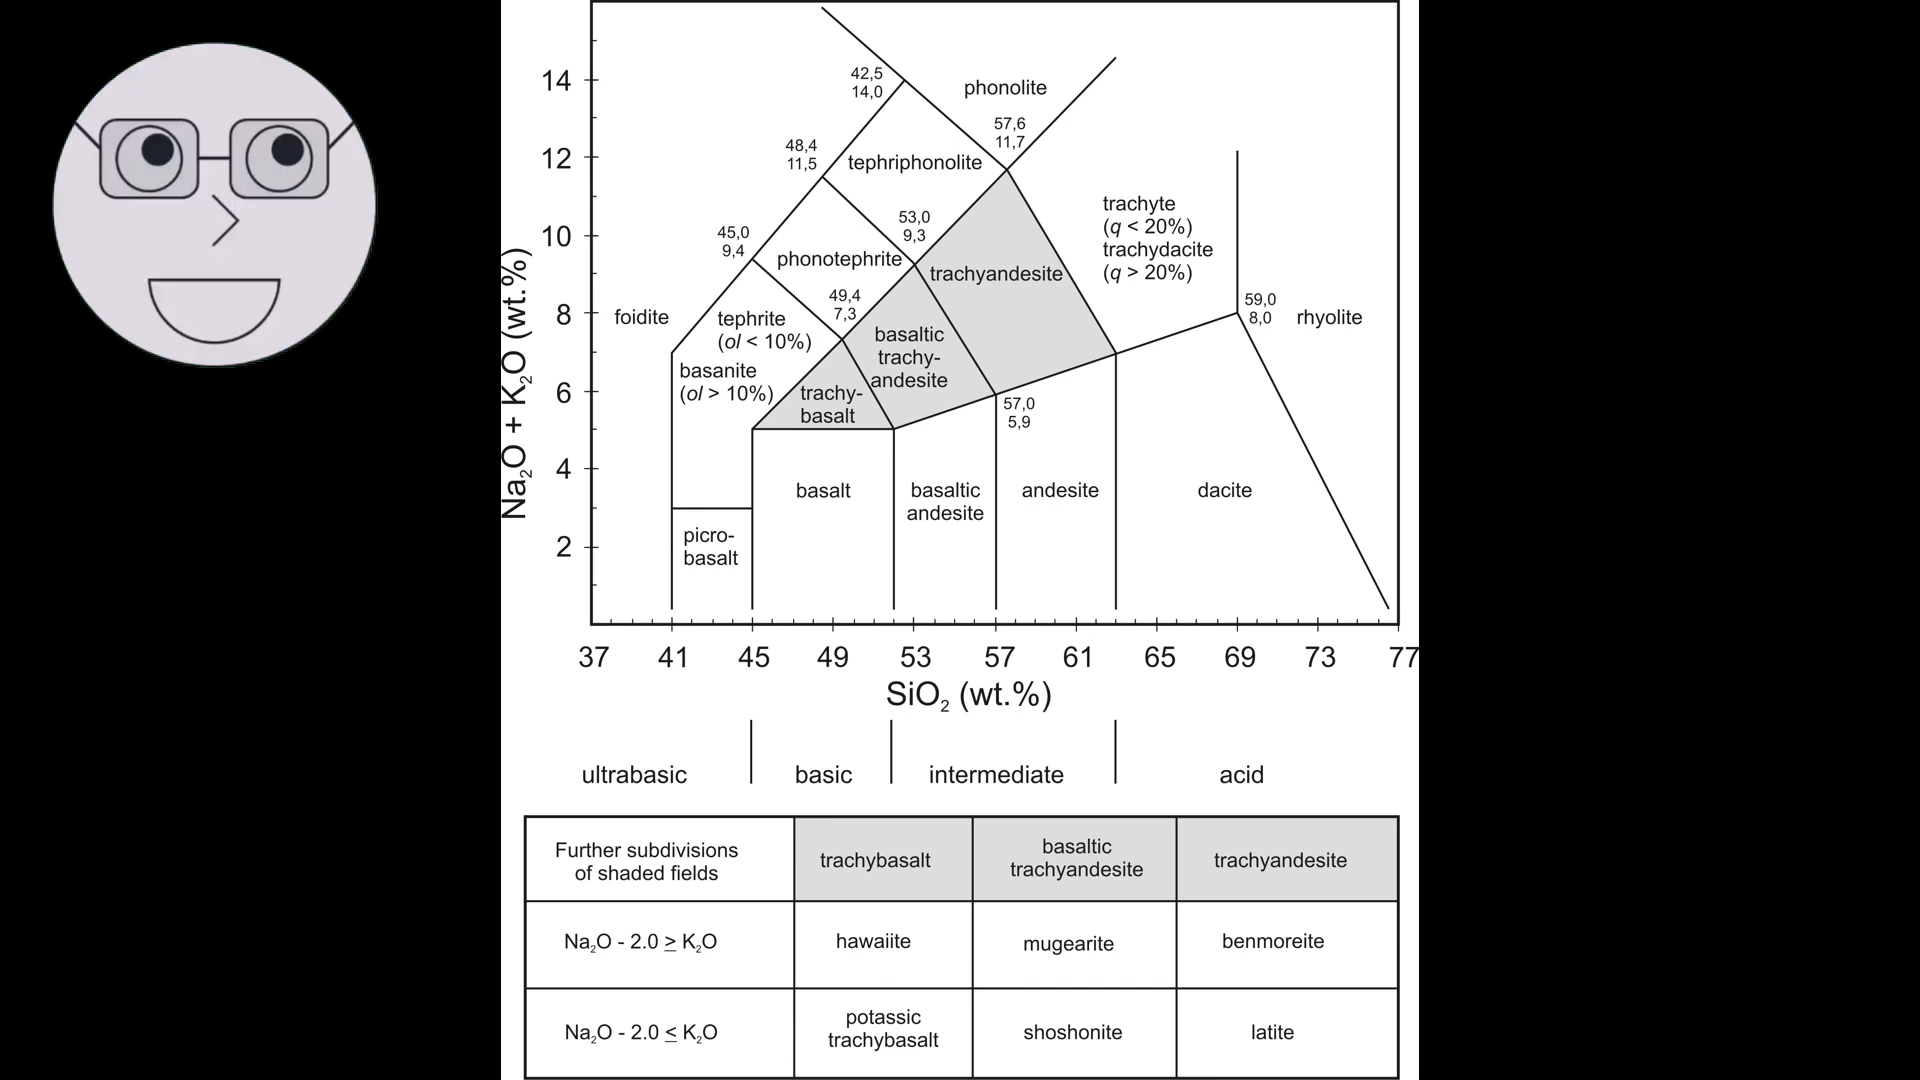 14
12
10
8
6
4
2
Na₂O + K₂O (wt.%)
42,5
14,0
phonolite
57,6
11,7
48,4
11,5
tephriphonolite
53,0
9,3
trachyte
(q < 20%)
trachydacite
(q > 20%)
45,0
9,4
phonotephrite
trachyandesite
49,4
7,3
59,0
8,0
foidite
tephrite
(ol < 10%)
rhyolite
basaltic
trachy-
andesite
basanite
(ol > 10%)
trachy-
basalt
57,0
5,9
basalt
basaltic
andesite
andesite
dacite
picro-
basalt
37 41 45 49 53 57 61 65 69 73 77
SiO₂ (wt.%)
ultrabasic basic intermediate acid
Further subdivisions
of shaded fields
trachybasalt
basaltic
trachyandesite
trachyandesite
Na₂O - 2.0 ≥ K₂O
hawaiite
mugearite
benmoreite
Na₂O - 2.0 ≤ K₂O
potassic
trachybasalt
shoshonite
latite